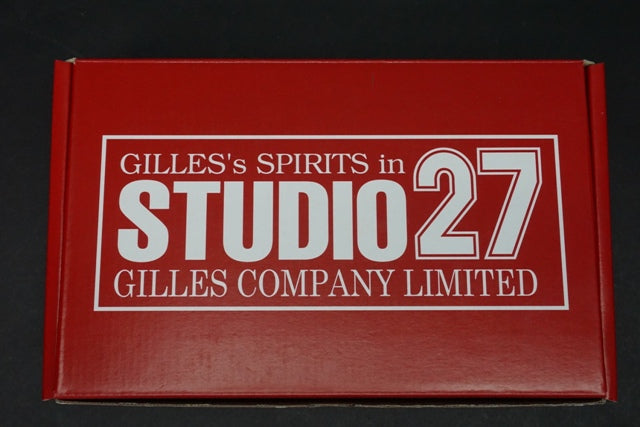 GILLES's SPIRITS in
STUDIO27
GILLES COMPANY LIMITED